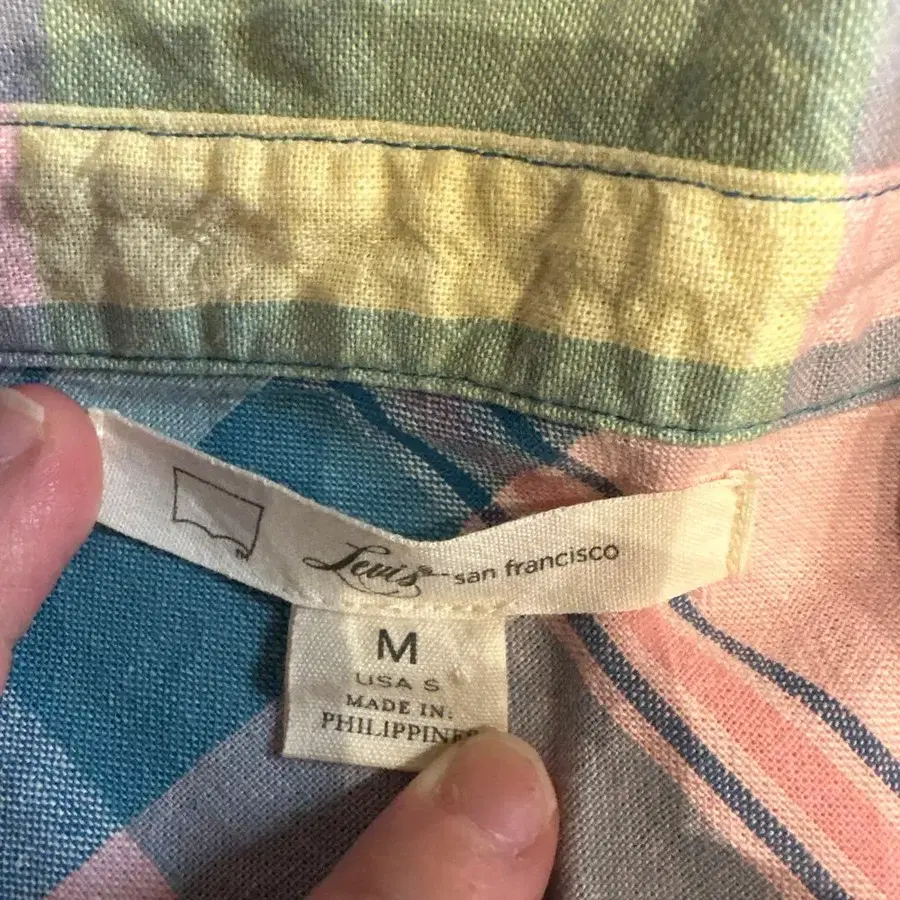 Levi's san francisco
M
USA S
MADE IN:
PHILIPPINES